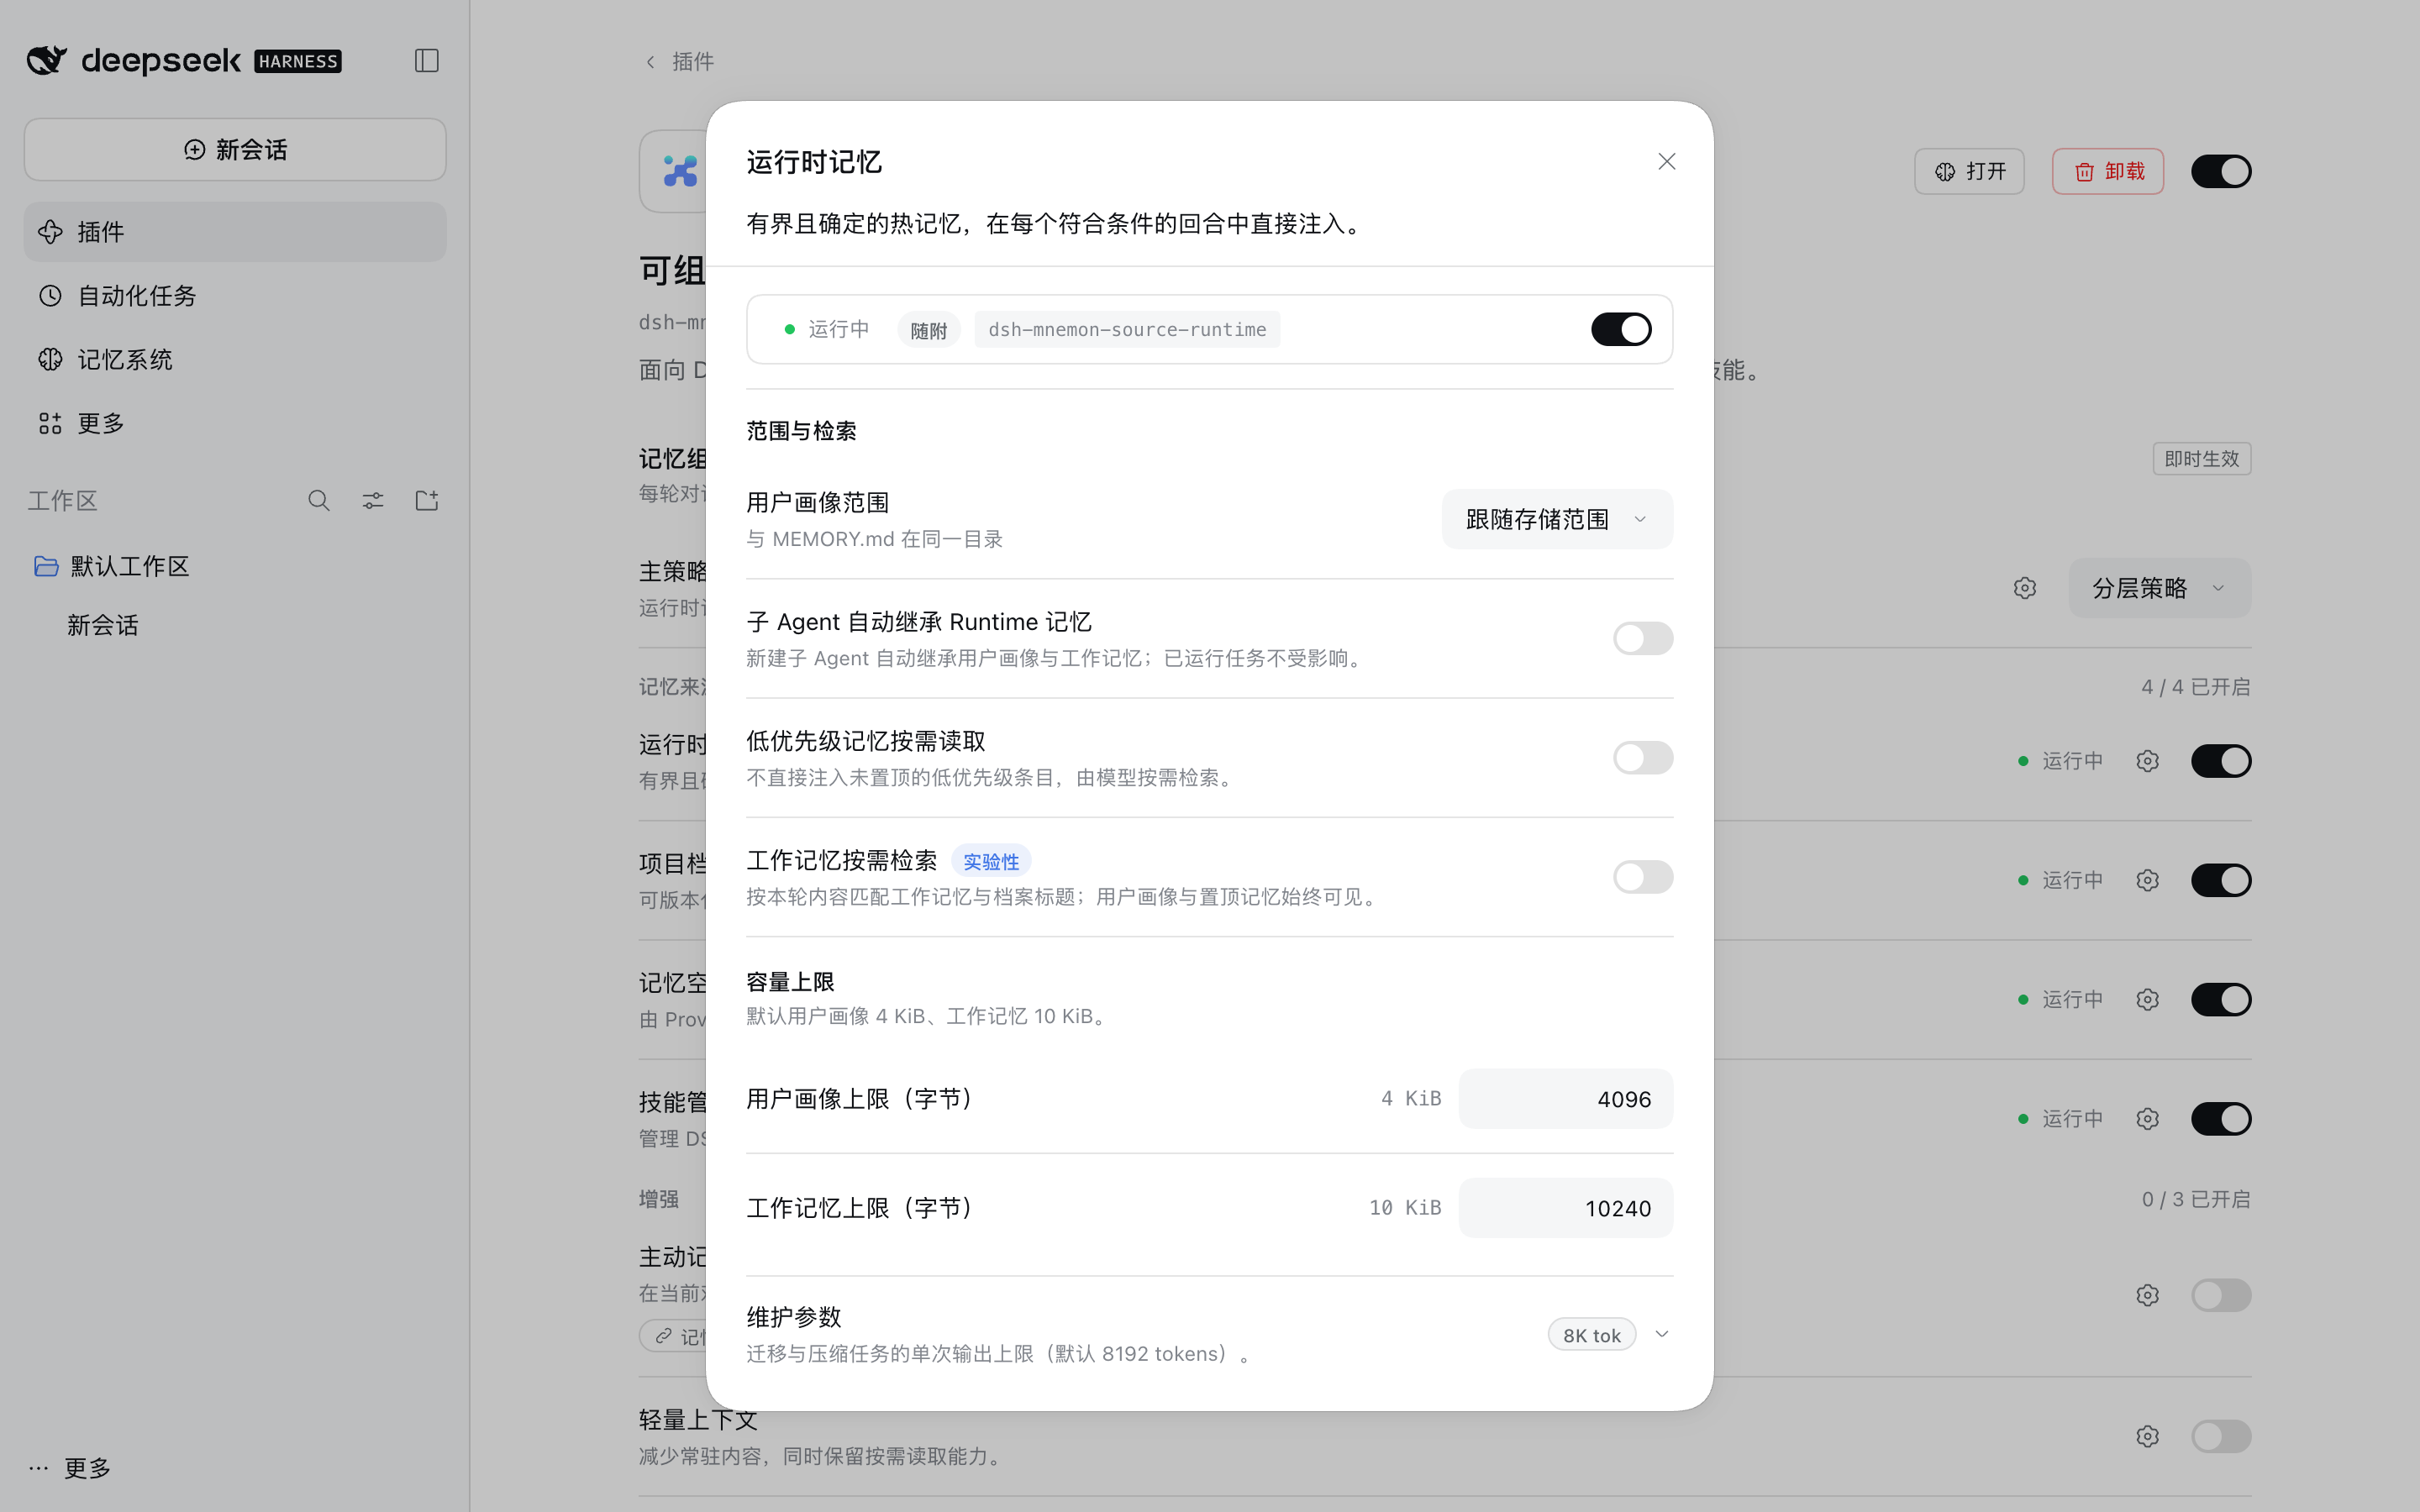 deepseek HARNESS
新会话
插件
自动化任务
记忆系统
更多
工作区
默认工作区
新会话
更多
插件
打开
卸载
可组
dsh-mn
面向 D
技能。
记忆组
即时生效
每轮对
主策略
运行时
分层策略
记忆来
4 / 4 已开启
运行时
有界且
运行中
项目档
可版本
运行中
记忆空
由 Prov
运行中
技能管
管理 DS
运行中
增强
0 / 3 已开启
主动记
在当前
记忆
轻量上下文
减少常驻内容，同时保留按需读取能力。
运行时记忆
有界且确定的热记忆，在每个符合条件的回合中直接注入。
运行中 随附 dsh-mnemon-source-runtime
范围与检索
用户画像范围
与 MEMORY.md 在同一目录
跟随存储范围
子 Agent 自动继承 Runtime 记忆
新建子 Agent 自动继承用户画像与工作记忆；已运行任务不受影响。
低优先级记忆按需读取
不直接注入未置顶的低优先级条目，由模型按需检索。
工作记忆按需检索 实验性
按本轮内容匹配工作记忆与档案标题；用户画像与置顶记忆始终可见。
容量上限
默认用户画像 4 KiB、工作记忆 10 KiB。
用户画像上限（字节） 4 KiB 4096
工作记忆上限（字节） 10 KiB 10240
维护参数
迁移与压缩任务的单次输出上限（默认 8192 tokens）。
8K tok